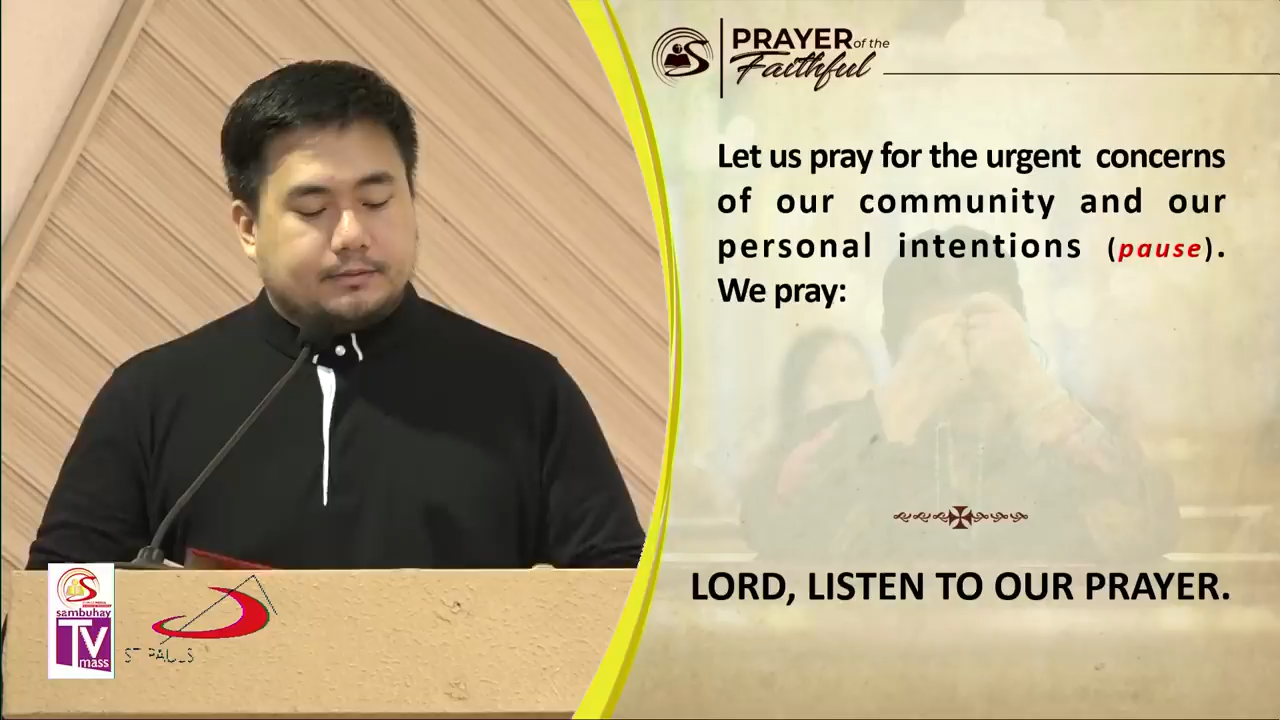 PRAYER of the
Faithful
Let us pray for the urgent concerns
of our community and our
personal intentions (pause).
We pray:
LORD, LISTEN TO OUR PRAYER.
sambuhay
TV
mass
ST PAULS